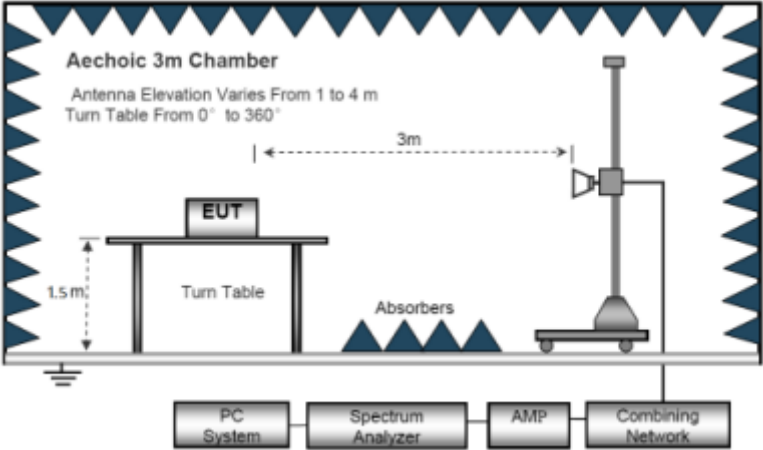 Aechoic 3m Chamber
Antenna Elevation Varies From 1 to 4 m
Turn Table From 0° to 360°
3m
EUT
1.5 m
Turn Table
Absorbers
PC System
Spectrum Analyzer
AMP
Combining Network